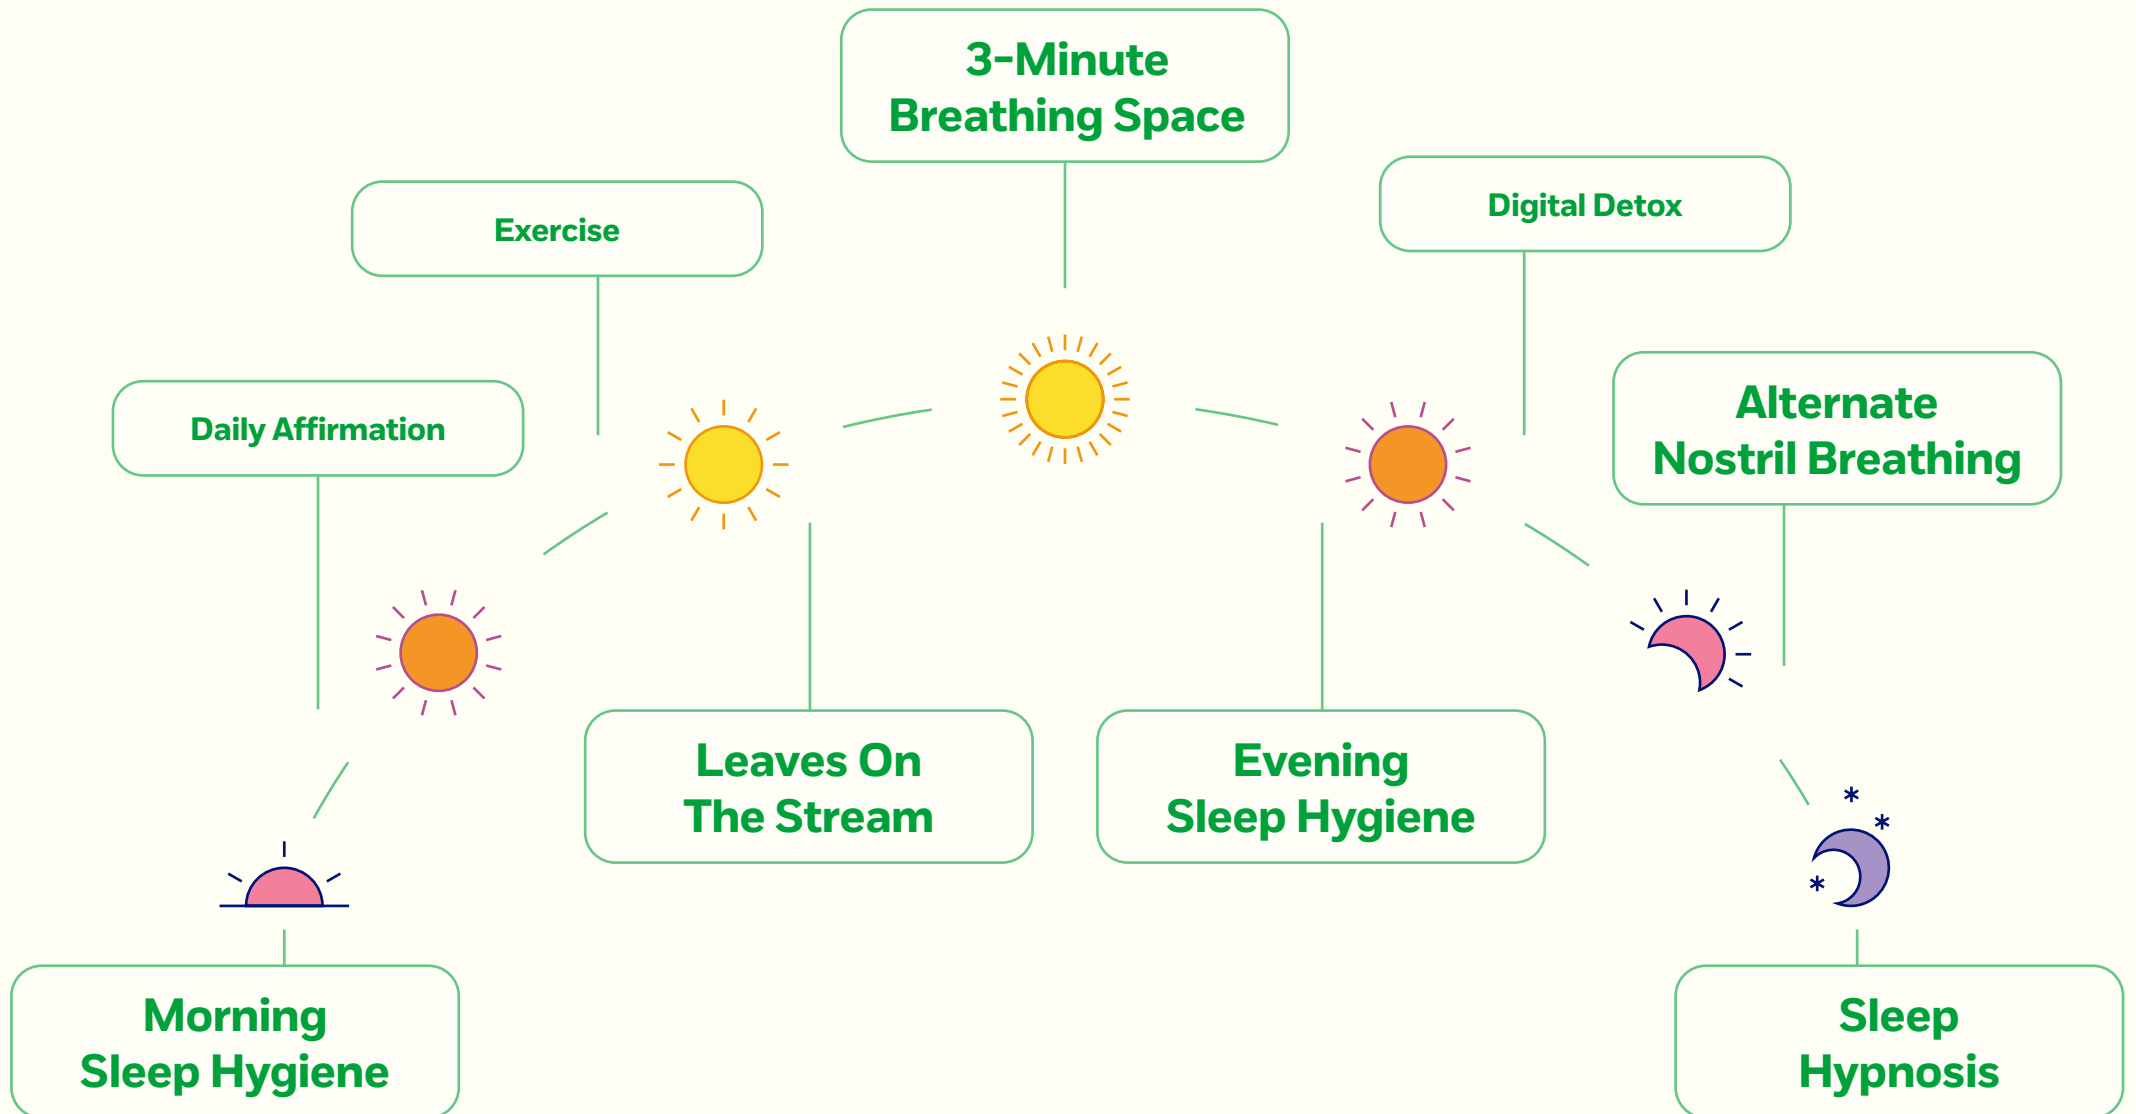 3-Minute
Breathing Space
Digital Detox
Exercise
Alternate
Nostril Breathing
Daily Affirmation
Leaves On
The Stream
Evening
Sleep Hygiene
Morning
Sleep Hygiene
Sleep
Hypnosis